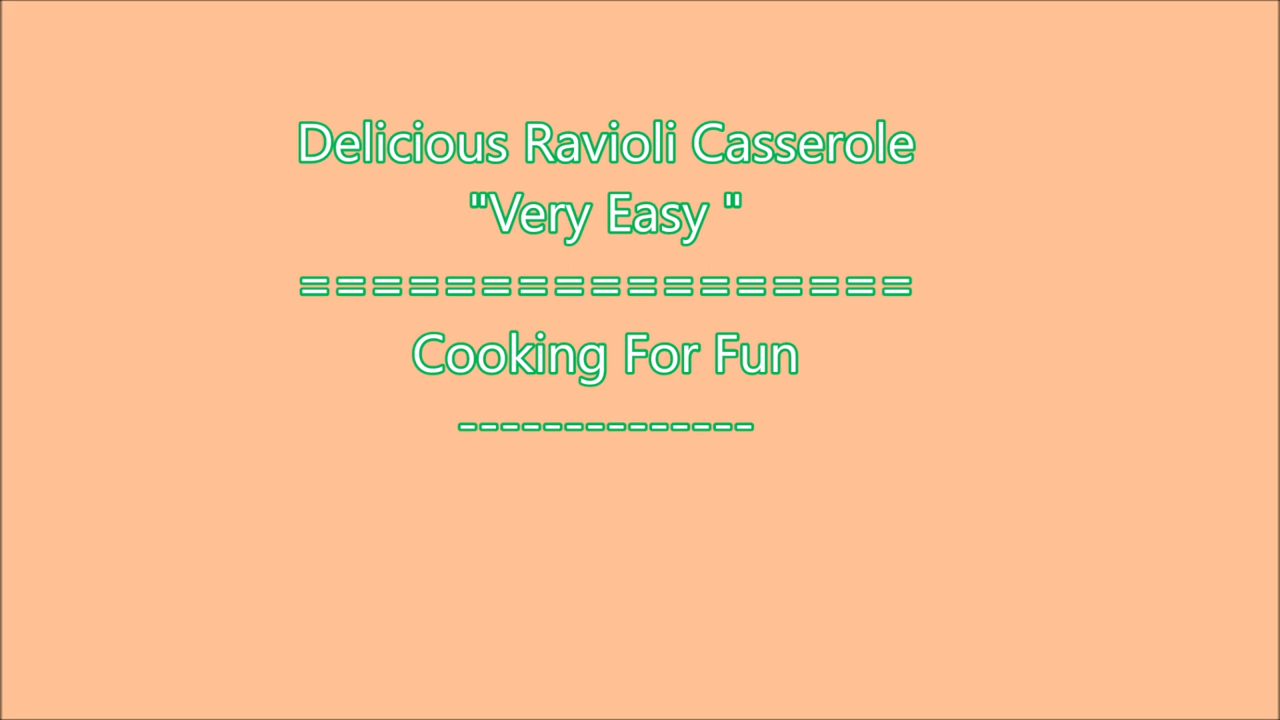 Delicious Ravioli Casserole
"Very Easy "
=================
Cooking For Fun
--------------